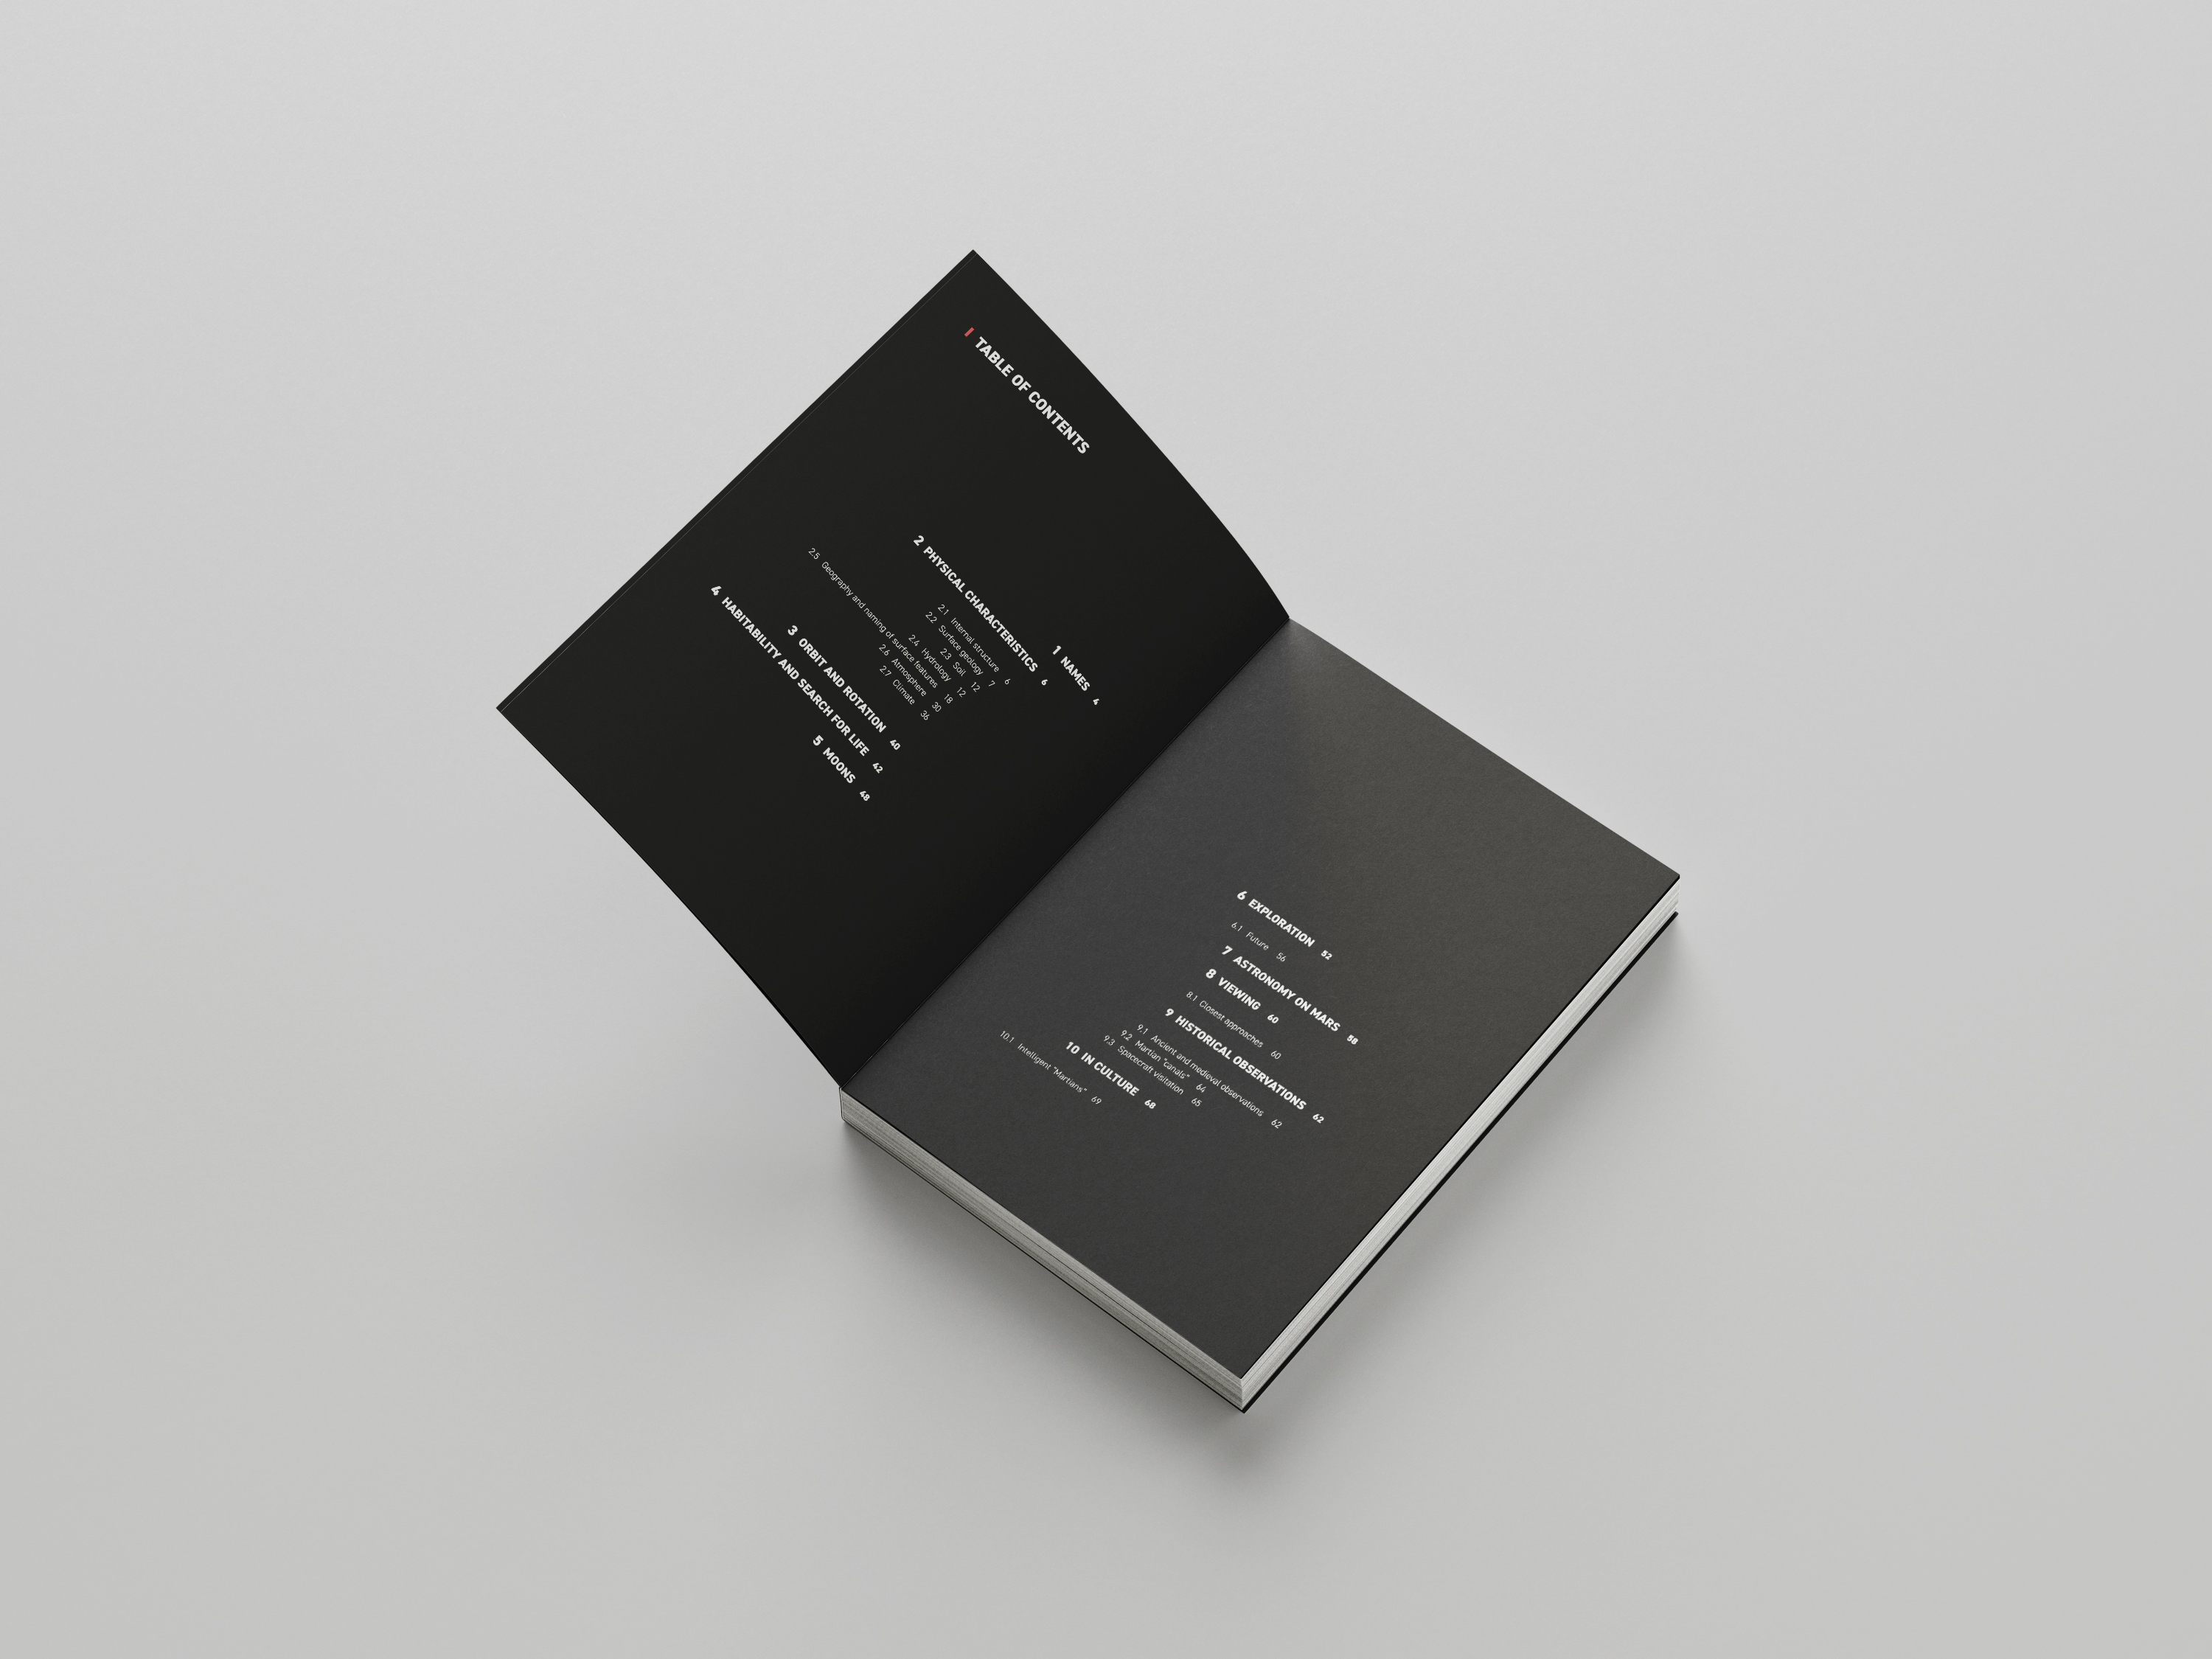 TABLE OF CONTENTS
1 NAMES 4
2 PHYSICAL CHARACTERISTICS 6
2.1 Internal structure 6
2.2 Surface geology 7
2.3 Soil 12
2.4 Hydrology 12
2.5 Geography and naming of surface features 18
2.6 Atmosphere 30
2.7 Climate 36
3 ORBIT AND ROTATION 40
4 HABITABILITY AND SEARCH FOR LIFE 42
5 MOONS 48
6 EXPLORATION 52
6.1 Future 56
7 ASTRONOMY ON MARS 58
8 VIEWING 60
8.1 Closest approaches 60
9 HISTORICAL OBSERVATIONS 62
9.1 Ancient and medieval observations 62
9.2 Martian "canals" 64
9.3 Spacecraft visitation 65
10 IN CULTURE 68
10.1 Intelligent "Martians" 69